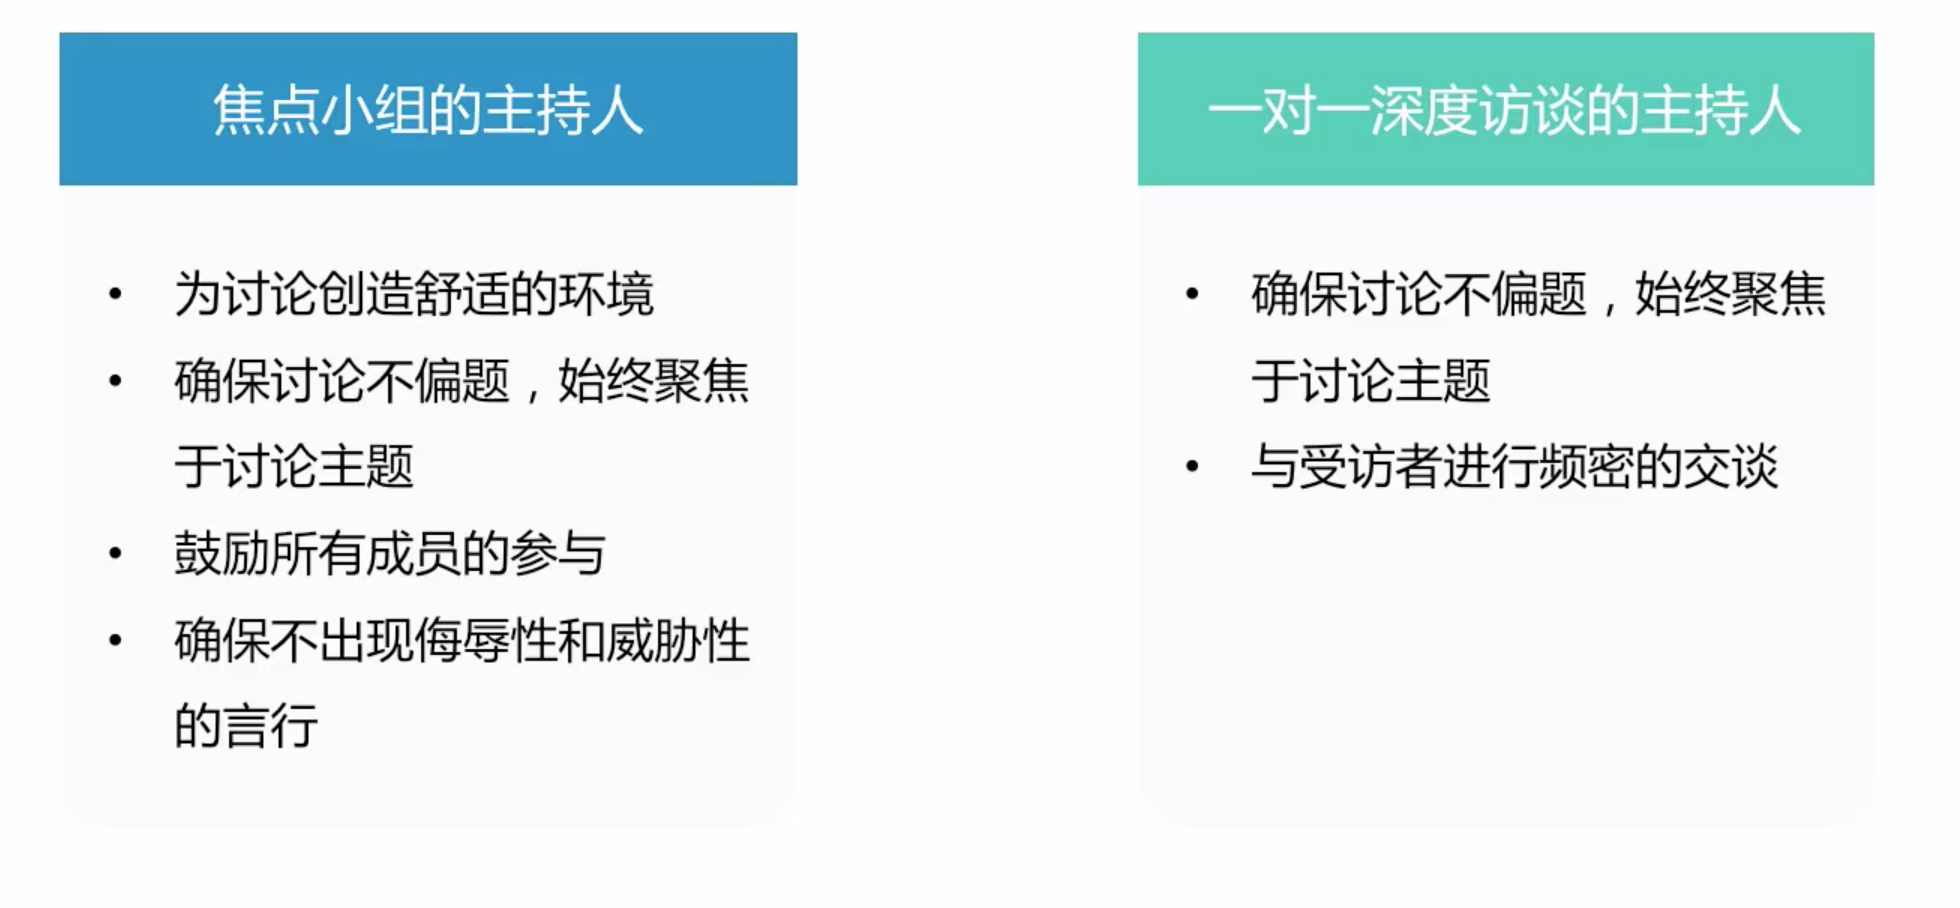 焦点小组的主持人
• 为讨论创造舒适的环境
• 确保讨论不偏题，始终聚焦
于讨论主题
• 鼓励所有成员的参与
• 确保不出现侮辱性和威胁性
的言行
一对一深度访谈的主持人
• 确保讨论不偏题，始终聚焦
于讨论主题
• 与受访者进行频密的交谈